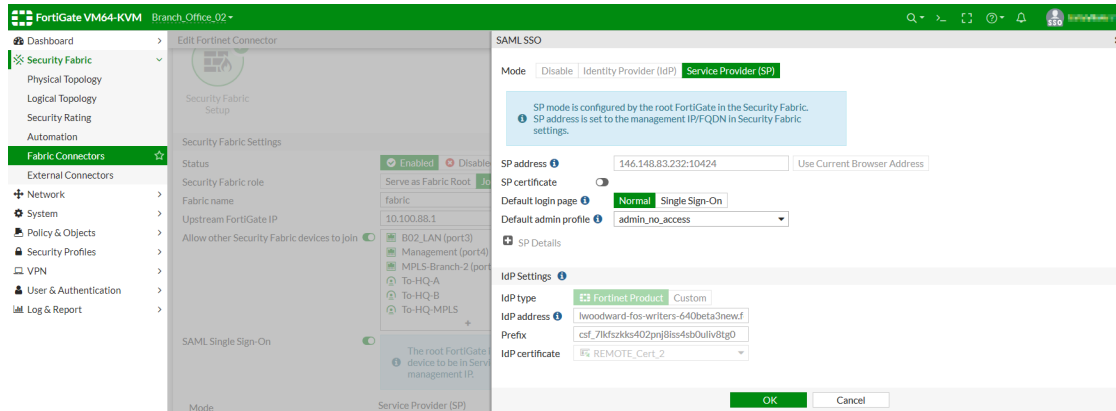 FortiGate VM64-KVM Branch_Office_02
SSO
Dashboard
Security Fabric
Physical Topology
Logical Topology
Security Rating
Automation
Fabric Connectors
External Connectors
Network
System
Policy & Objects
Security Profiles
VPN
User & Authentication
Log & Report
Edit Fortinet Connector
Security Fabric
Setup
Security Fabric Settings
Status Enabled Disable
Security Fabric role Serve as Fabric Root Jo
Fabric name fabric
Upstream FortiGate IP 10.100.88.1
Allow other Security Fabric devices to join B02_LAN (port3)
Management (port4)
MPLS-Branch-2 (port
To-HQ-A
To-HQ-B
To-HQ-MPLS
+
SAML Single Sign-On
The root FortiGate i
device to be in Servi
management IP.
Mode Service Provider (SP)
SAML SSO
Mode Disable Identity Provider (IdP) Service Provider (SP)
SP mode is configured by the root FortiGate in the Security Fabric.
SP address is set to the management IP/FQDN in Security Fabric
settings.
SP address 146.148.83.232:10424 Use Current Browser Address
SP certificate
Default login page Normal Single Sign-On
Default admin profile admin_no_access
SP Details
IdP Settings
IdP type Fortinet Product Custom
IdP address lwoodward-fos-writers-640beta3new.f
Prefix csf_7lkfszkks402pnj8iss4sb0uliv8tg0
IdP certificate REMOTE_Cert_2
OK Cancel